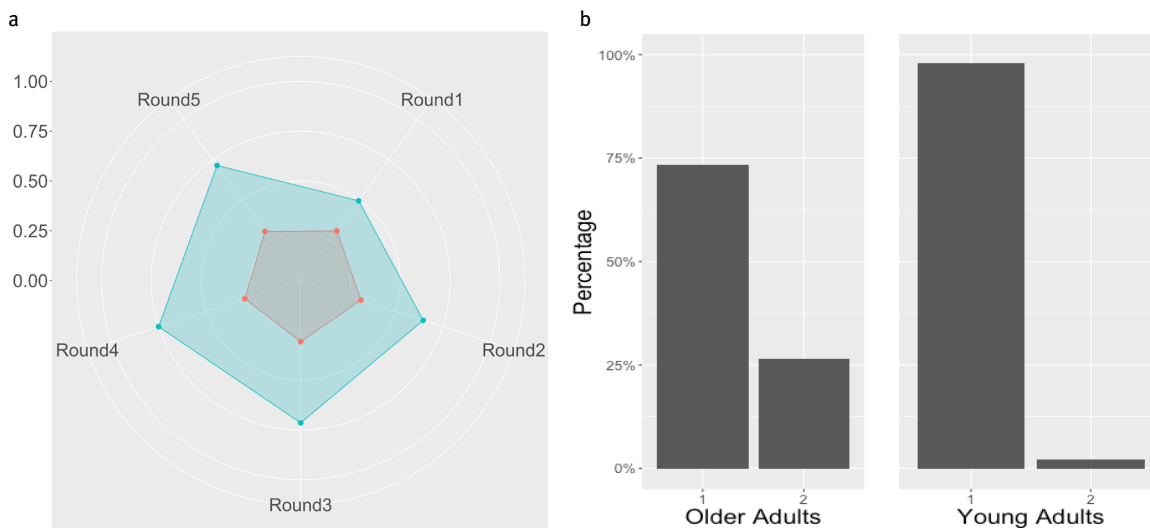 a
1.00
0.75
0.50
0.25
0.00
Round5
Round1
Round4
Round2
Round3
b
Percentage
100%
75%
50%
25%
0%
1
2
Older Adults
1
2
Young Adults